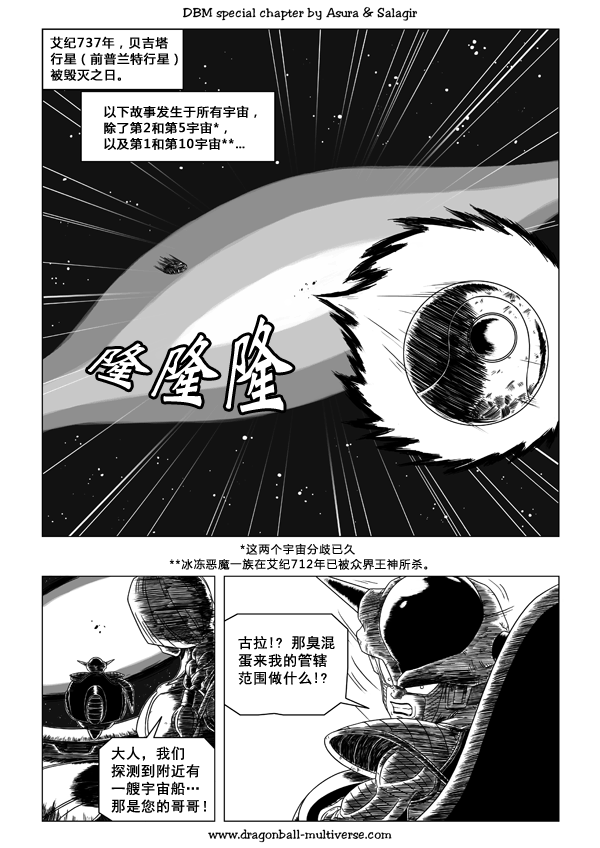 DBM special chapter by Asura & Salagir
艾纪737年，贝吉塔
行星（前普兰特行星）
被毁灭之日。
以下故事发生于所有宇宙，
除了第2和第5宇宙*，
以及第1和第10宇宙**...
隆隆隆
*这两个宇宙分歧已久
**冰冻恶魔一族在艾纪712年已被众界王神所杀。
大人，我们
探测到附近有
一艘宇宙船…
那是您的哥哥！
古拉!？那臭混
蛋来我的管辖
范围做什么!？
www.dragonball-multiverse.com